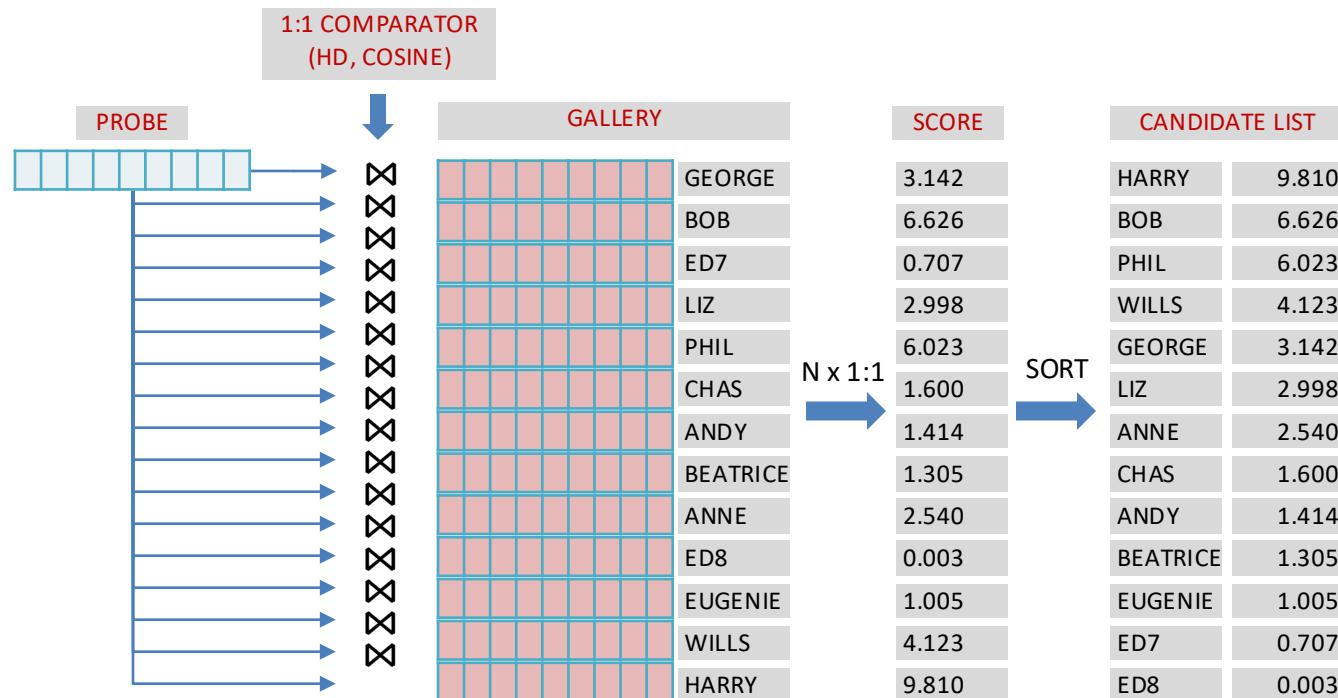 1:1 COMPARATOR
(HD, COSINE)
PROBE
GALLERY
SCORE
CANDIDATE LIST
GEORGE 3.142 HARRY 9.810
BOB 6.626 BOB 6.626
ED7 0.707 PHIL 6.023
LIZ 2.998 WILLS 4.123
PHIL 6.023 GEORGE 3.142
N x 1:1
SORT
CHAS 1.600 LIZ 2.998
ANDY 1.414 ANNE 2.540
BEATRICE 1.305 CHAS 1.600
ANNE 2.540 ANDY 1.414
ED8 0.003 BEATRICE 1.305
EUGENIE 1.005 EUGENIE 1.005
WILLS 4.123 ED7 0.707
HARRY 9.810 ED8 0.003